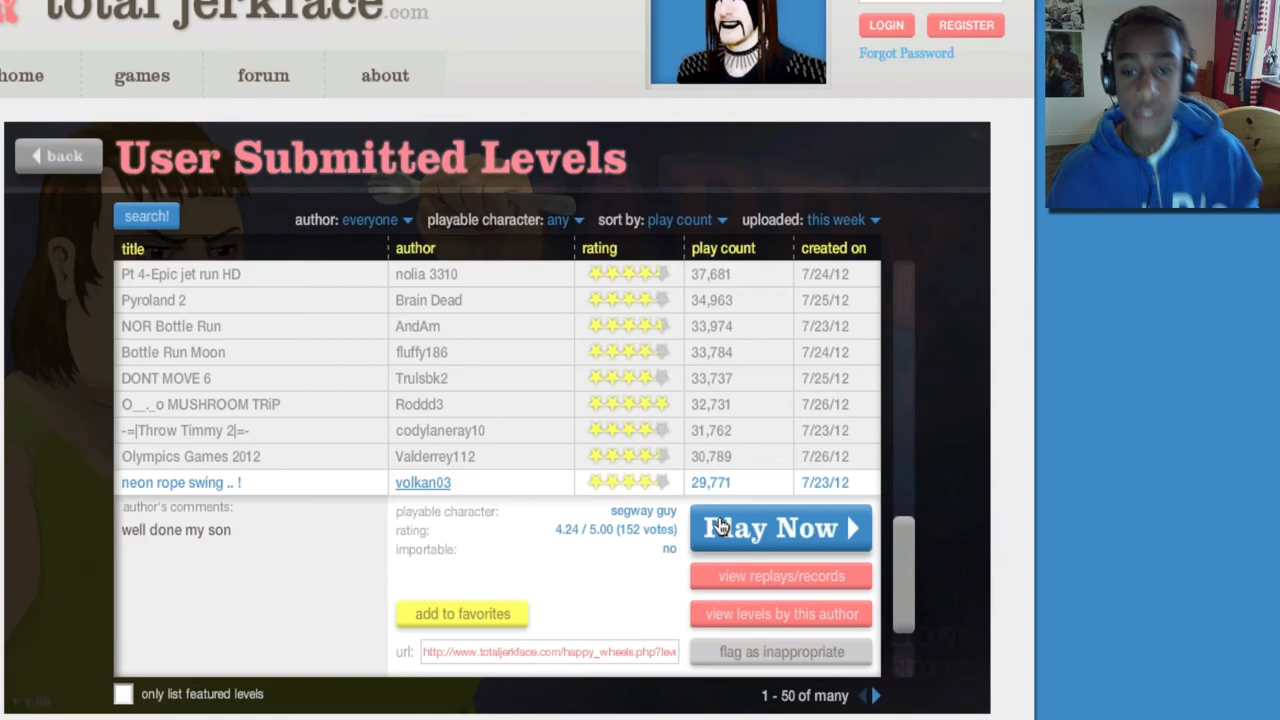 total jerkface.com
LOGIN REGISTER
Forgot Password
home games forum about
back
User Submitted Levels
search!
author: everyone playable character: any sort by: play count uploaded: this week
title author rating play count created on
Pt 4-Epic jet run HD nolia 3310 37,681 7/24/12
Pyroland 2 Brain Dead 34,963 7/25/12
NOR Bottle Run AndAm 33,974 7/23/12
Bottle Run Moon fluffy186 33,784 7/24/12
DONT MOVE 6 Trulsbk2 33,737 7/25/12
O__._o MUSHROOM TRiP Roddd3 32,731 7/26/12
-=|Throw Timmy 2|=- codylaneray10 31,762 7/23/12
Olympics Games 2012 Valderrey112 30,789 7/26/12
neon rope swing .. ! volkan03 29,771 7/23/12
author's comments:
well done my son
playable character: segway guy
rating: 4.24 / 5.00 (152 votes)
importable: no
Play Now
view replays/records
add to favorites
view levels by this author
url: http://www.totaljerkface.com/happy_wheels.php?lev
flag as inappropriate
only list featured levels
1 - 50 of many